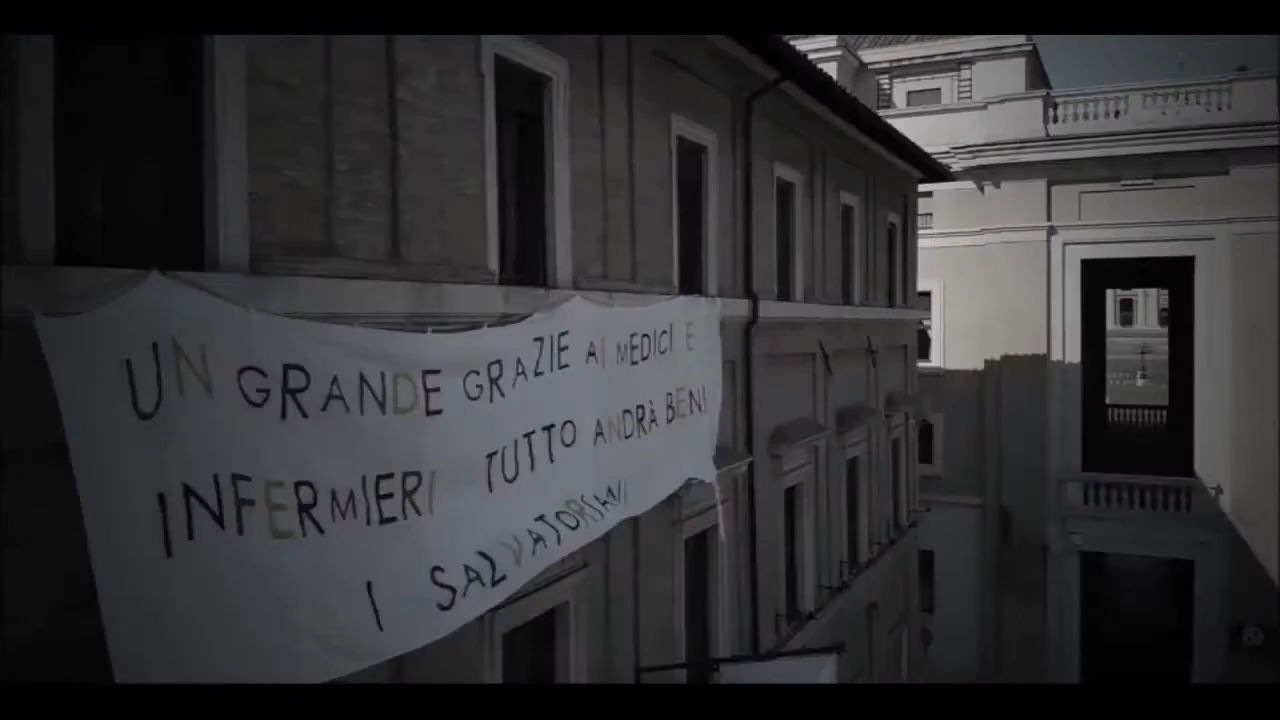 UN GRANDE GRAZIE AI MEDICI E
INFERMIERI TUTTO ANDRÀ BENE
I SALVATORIANI